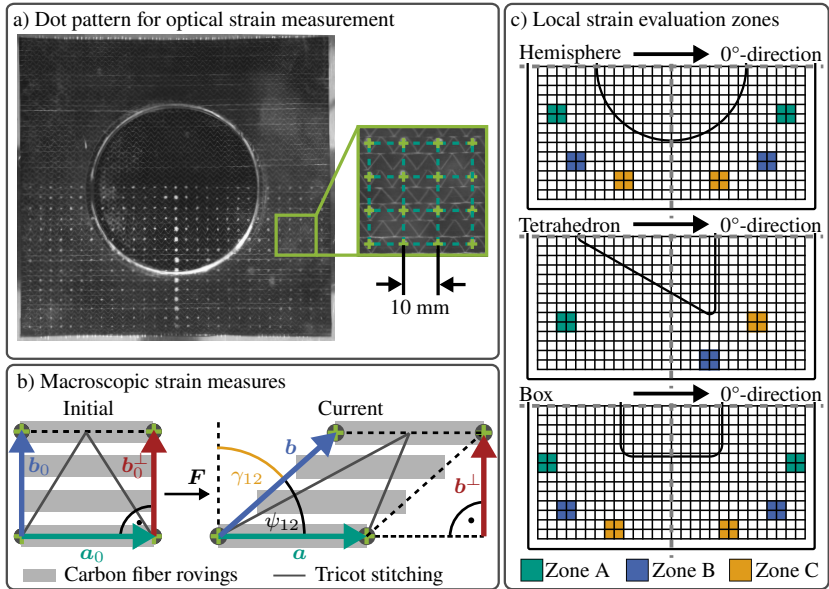 a) Dot pattern for optical strain measurement
10 mm
b) Macroscopic strain measures
Initial
Current
b₀
b₀⊥
a₀
F
γ₁₂
b
ψ₁₂
a
b⊥
Carbon fiber rovings
Tricot stitching
c) Local strain evaluation zones
Hemisphere 0°-direction
Tetrahedron 0°-direction
Box 0°-direction
Zone A Zone B Zone C